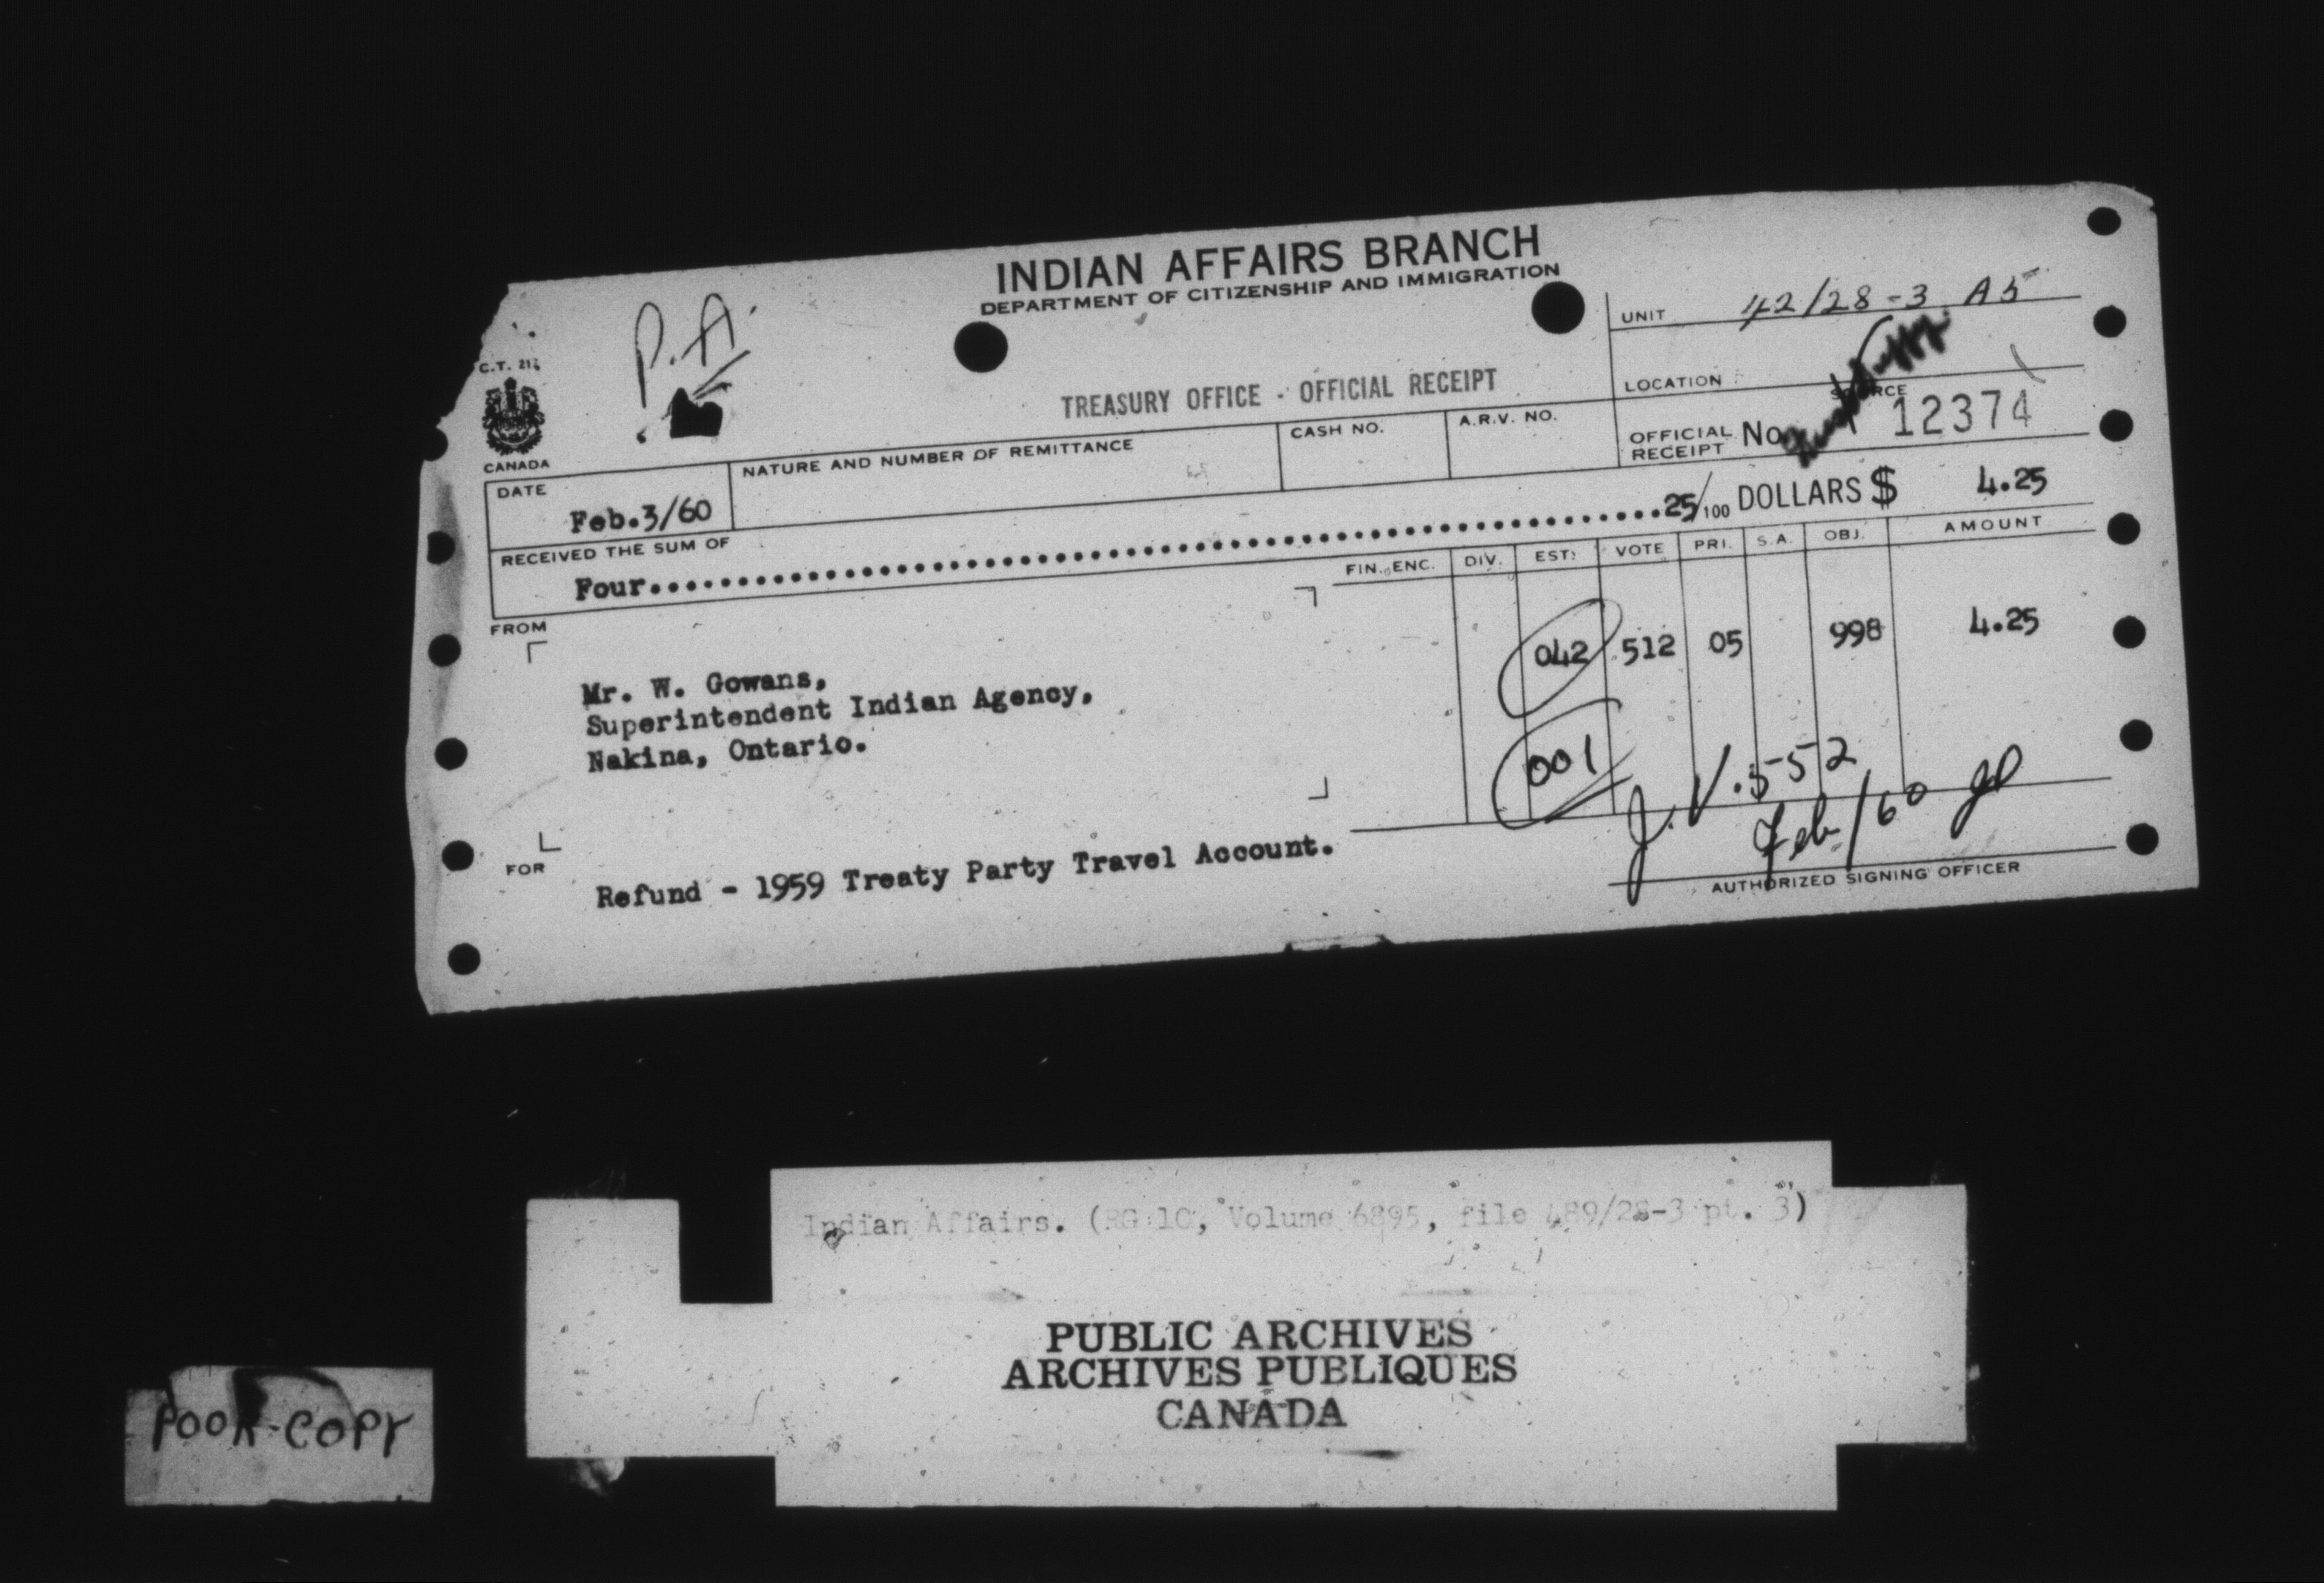 INDIAN AFFAIRS BRANCH
DEPARTMENT OF CITIZENSHIP AND IMMIGRATION
P.A.
C.T. 21
CANADA
TREASURY OFFICE - OFFICIAL RECEIPT
UNIT 42/28-3 A5
LOCATION
SOURCE
OFFICIAL RECEIPT No. 12374
DATE
Feb.3/60
NATURE AND NUMBER OF REMITTANCE
CASH NO.
A.R.V. NO.
RECEIVED THE SUM OF
Four........................25/100 DOLLARS $ 4.25
FIN. ENC. DIV. EST. VOTE PRI. S.A. OBJ. AMOUNT
042 512 05 998 4.25
001
FROM
Mr. W. Gowans,
Superintendent Indian Agency,
Nakina, Ontario.
J.V. 552
Feb/60
FOR
Refund - 1959 Treaty Party Travel Account.
AUTHORIZED SIGNING OFFICER
Indian Affairs. (RG 10, Volume 6895, file 489/28-3 pt. 3)
PUBLIC ARCHIVES
ARCHIVES PUBLIQUES
CANADA
POOR COPY